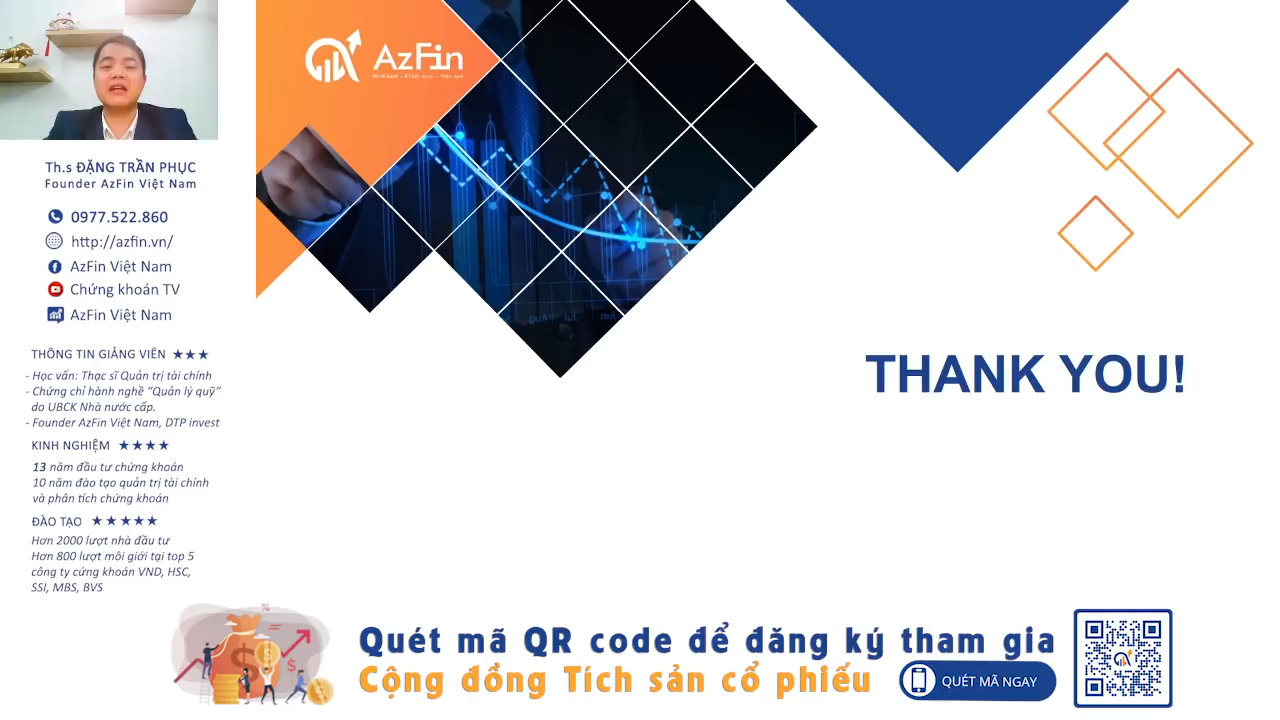 AzFin
Th.s ĐẶNG TRẦN PHỤC
Founder AzFin Việt Nam
0977.522.860
http://azfin.vn/
AzFin Việt Nam
Chứng khoán TV
AzFin Việt Nam
THÔNG TIN GIẢNG VIÊN ★★★
- Học vấn: Thạc sĩ Quản trị tài chính
- Chứng chỉ hành nghề “Quản lý quỹ”
do UBCK Nhà nước cấp.
- Founder AzFin Việt Nam, DTP invest
KINH NGHIỆM ★★★★
13 năm đầu tư chứng khoán
10 năm đào tạo quản trị tài chính
và phân tích chứng khoán
ĐÀO TẠO ★★★★★
Hơn 2000 lượt nhà đầu tư
Hơn 800 lượt môi giới tại top 5
công ty cứng khoán VND, HSC,
SSI, MBS, BVS
THANK YOU!
Quét mã QR code để đăng ký tham gia
Cộng đồng Tích sản cổ phiếu
QUÉT MÃ NGAY